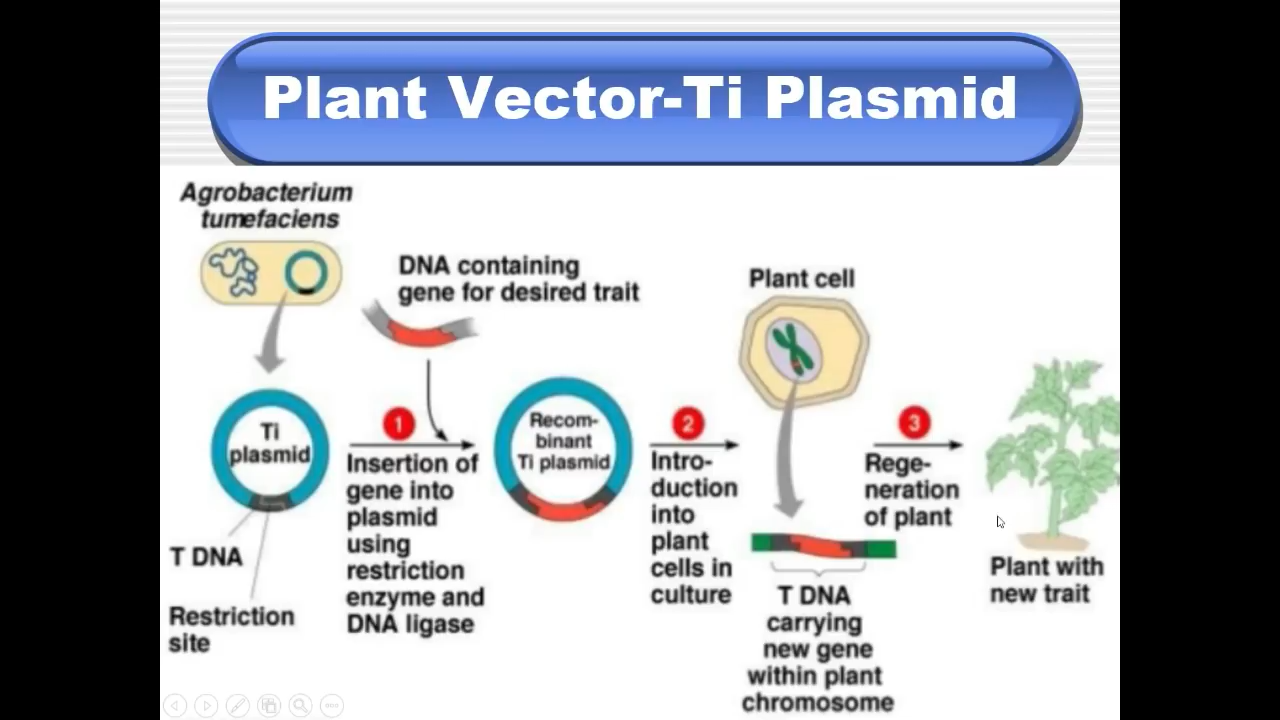 Plant Vector-Ti Plasmid
Agrobacterium
tumefaciens
DNA containing
gene for desired trait
Plant cell
Ti
plasmid
1
Recom-
binant
Ti plasmid
2
3
Insertion of
gene into
plasmid
using
restriction
enzyme and
DNA ligase
Intro-
duction
into
plant
cells in
culture
Rege-
neration
of plant
T DNA
Restriction
site
T DNA
carrying
new gene
within plant
chromosome
Plant with
new trait